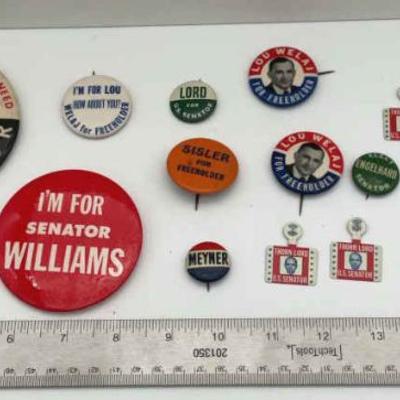 NEED
I'M FOR LOU
HOW ABOUT YOU?
WELAJ for FREEHOLDER
LORD
FOR
U.S. SENATOR
LOU WELAJ
FOR FREEHOLDER
SISLER
FOR
FREEHOLDER
LOU WELAJ
FOR FREEHOLDER
ENGELHARD
SENATOR
I'M FOR
SENATOR
WILLIAMS
MEYNER
THORN LORD
U.S. SENATOR
THORN LORD
U.S. SENATOR
6 7 8 9 10 11 12 13
201350
TechTools